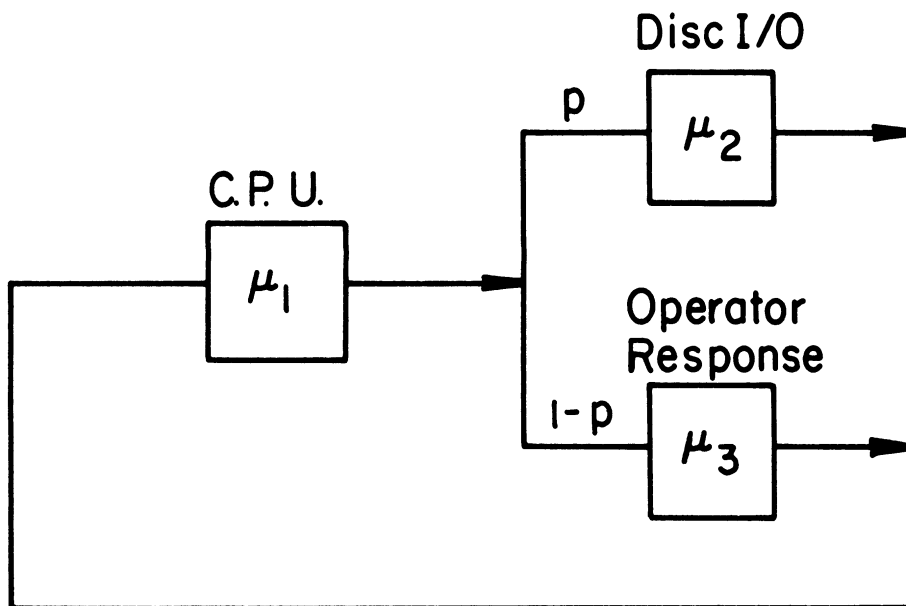 Disc I/O
p
μ2
C.P.U.
μ1
Operator
Response
1-p
μ3